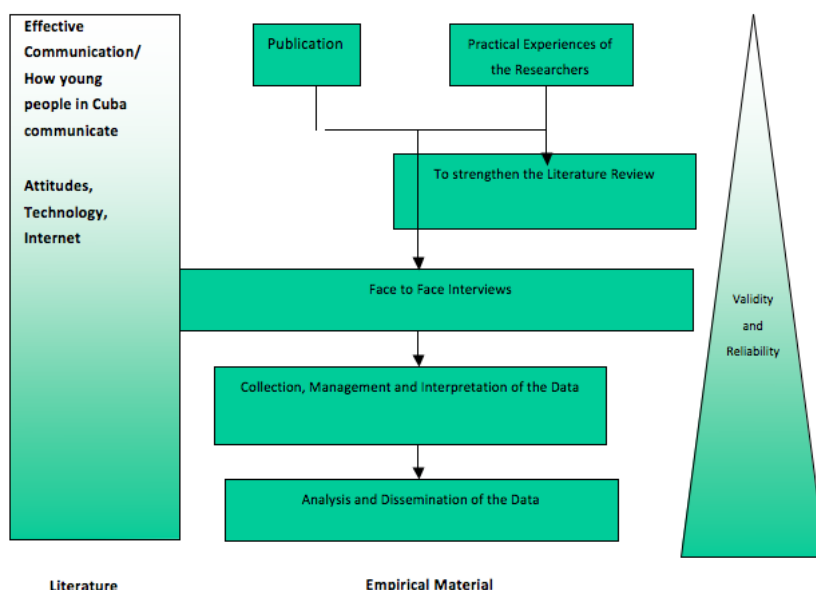 Effective
Communication/
How young
people in Cuba
communicate
Attitudes,
Technology,
Internet
Publication
Practical Experiences of
the Researchers
To strengthen the Literature Review
Face to Face Interviews
Collection, Management and Interpretation of the Data
Analysis and Dissemination of the Data
Validity
and
Reliability
Literature
Empirical Material